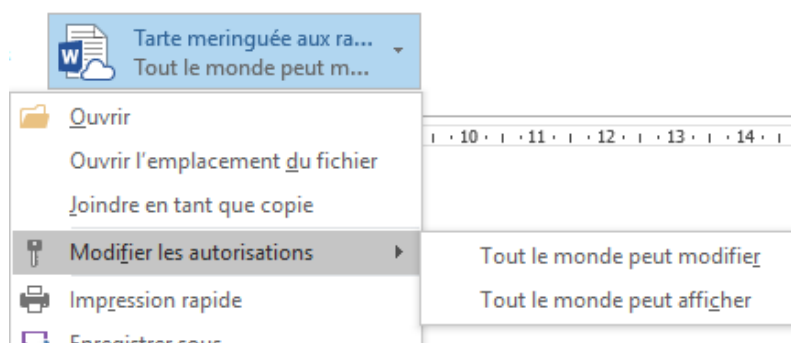 Tarte meringuée aux ra...
Tout le monde peut m...
Ouvrir
· 10 · ı · 11 · ı · 12 · ı · 13 · ı · 14 · ı
Ouvrir l'emplacement du fichier
Joindre en tant que copie
Modifier les autorisations
Tout le monde peut modifier
Impression rapide
Tout le monde peut afficher
Enregistrer sous